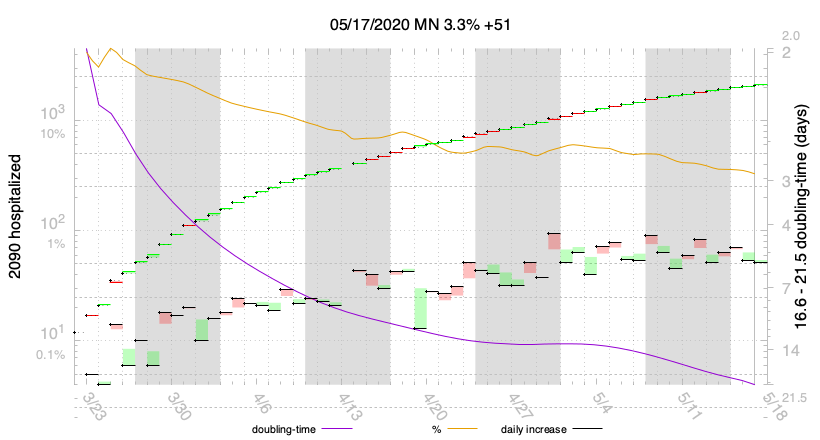 05/17/2020 MN 3.3% +51
2.0
2
10³
10%
3
10²
1%
4
7
10¹
0.1%
14
21.5
2090 hospitalized
16.6 - 21.5 doubling-time (days)
3/23 3/30 4/6 4/13 4/20 4/27 5/4 5/11 5/18
doubling-time % daily increase